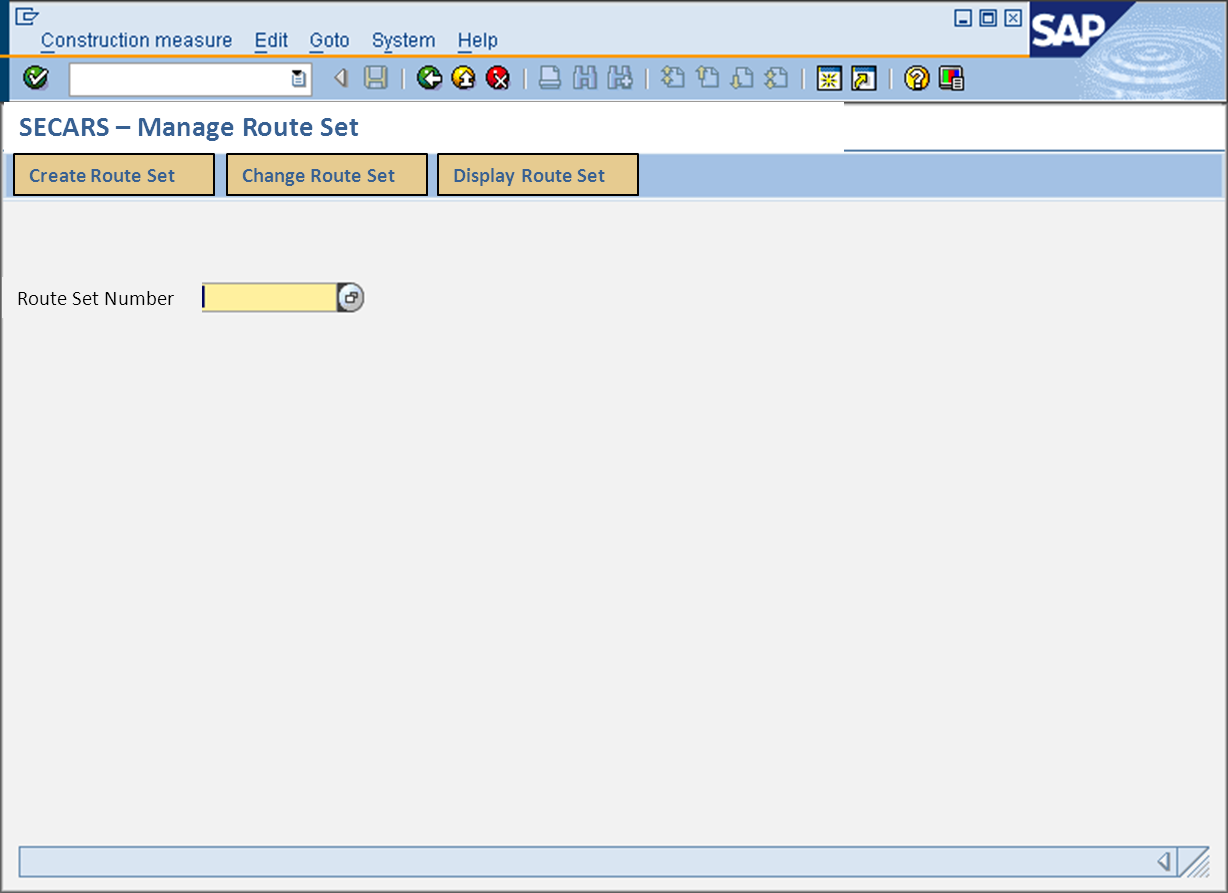 Construction measure Edit Goto System Help
SAP
SECARS – Manage Route Set
Create Route Set Change Route Set Display Route Set
Route Set Number